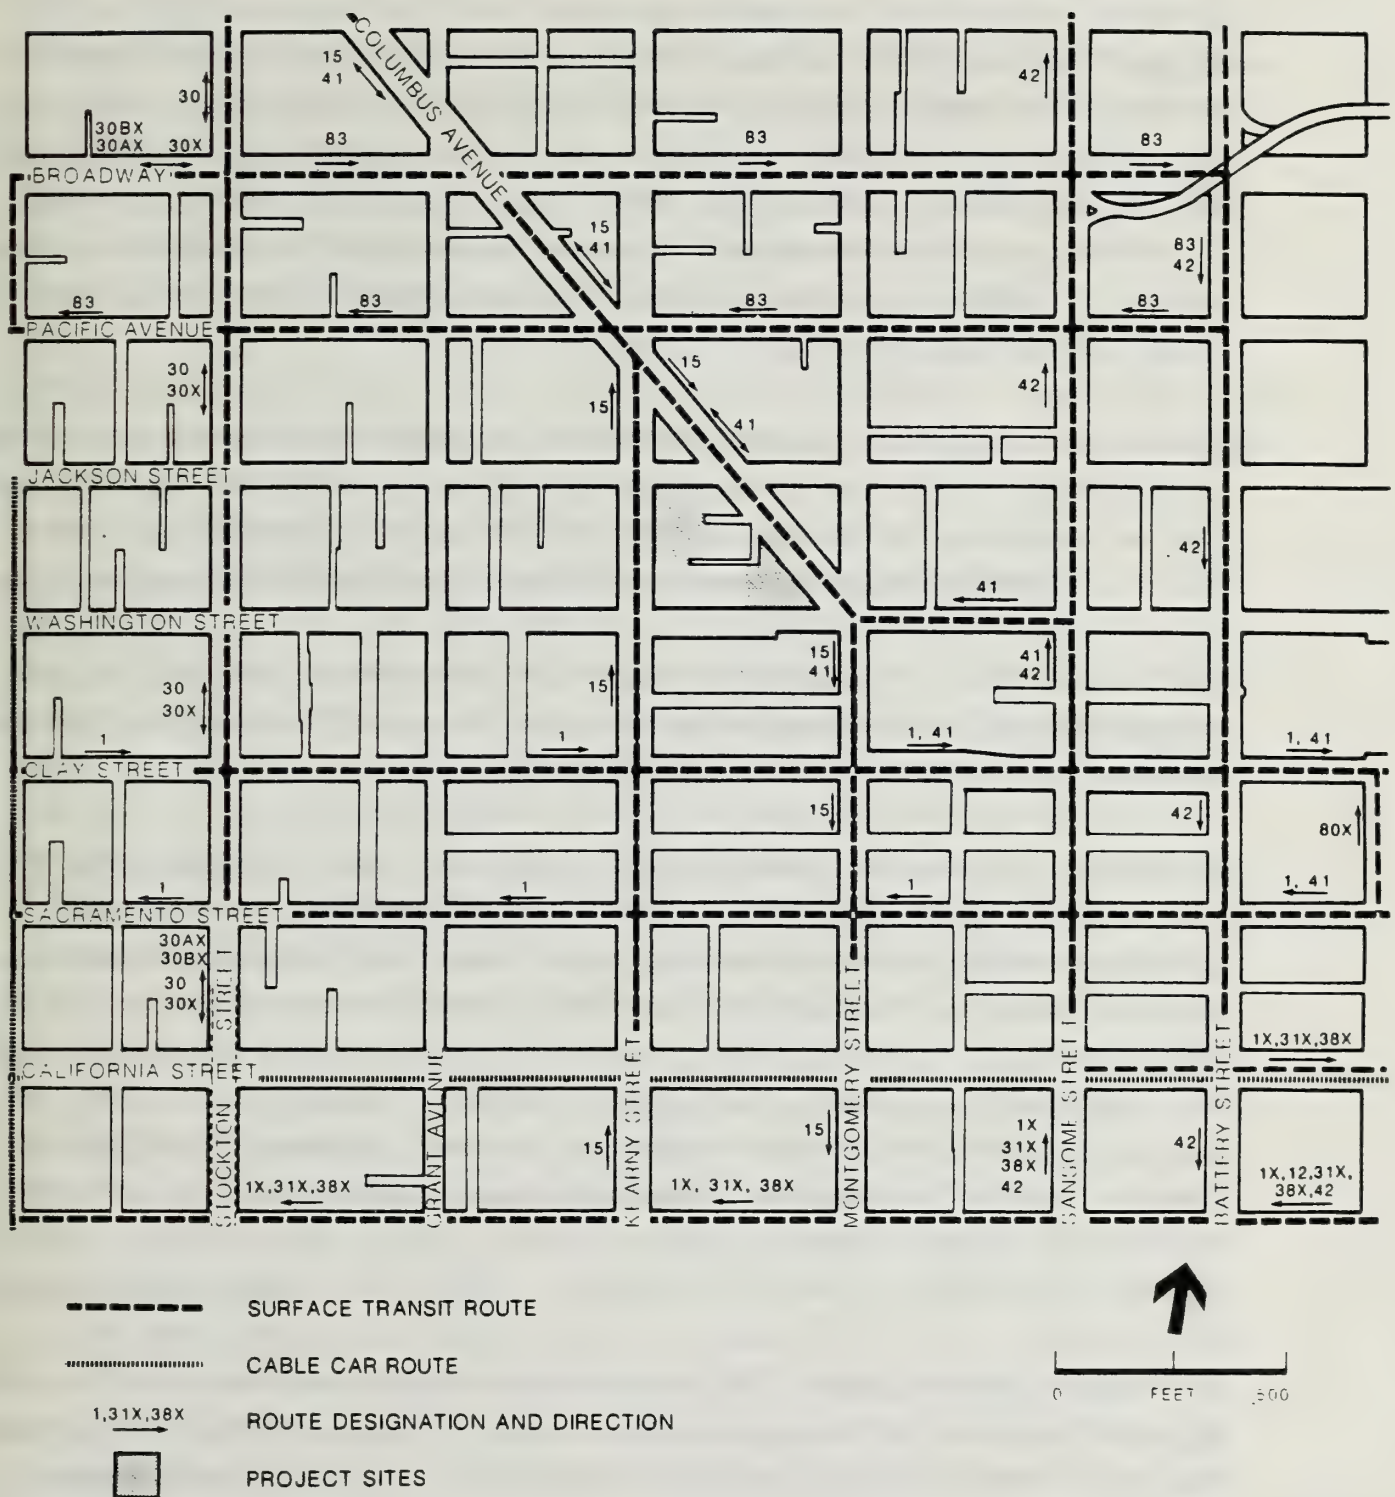 COLUMBUS AVENUE
15
41
42
30
30BX
30AX 30X
83
83
83
BROADWAY
15
41
83
42
83
83
83
83
PACIFIC AVENUE
30
30X
15
15
41
42
JACKSON STREET
42
41
WASHINGTON STREET
30
30X
1
15
1
15
41
41
42
1, 41
1, 41
CLAY STREET
15
42
80X
1
1
1
1, 41
SACRAMENTO STREET
30AX
30BX
30
30X
1X,31X,38X
CALIFORNIA STREET
STOCKTON STREET
GRANT AVENUE
KEARNY STREET
MONTGOMERY STREET
SANSOME STREET
BATTERY STREET
15
15
1X
31X
38X
42
42
1X,31X,38X
1X, 31X, 38X
1X,12,31X,
38X,42
SURFACE TRANSIT ROUTE
CABLE CAR ROUTE
1,31X,38X
ROUTE DESIGNATION AND DIRECTION
PROJECT SITES
0 FEET